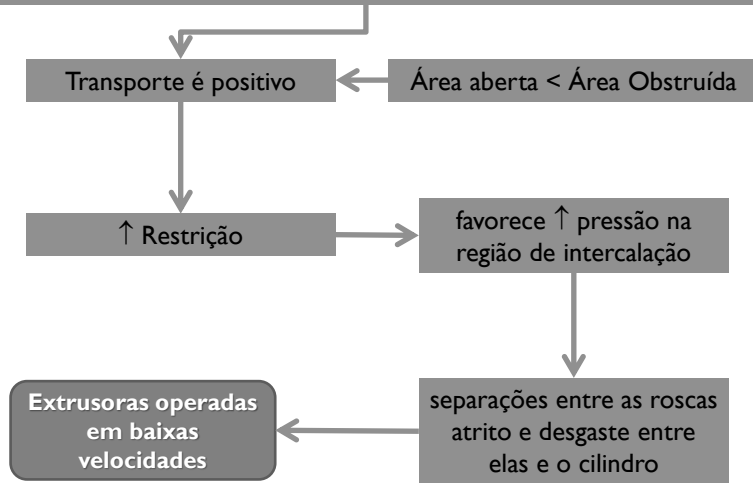 Transporte é positivo
Área aberta < Área Obstruída
↑ Restrição
favorece ↑ pressão na
região de intercalação
separações entre as roscas
atrito e desgaste entre
elas e o cilindro
Extrusoras operadas
em baixas
velocidades